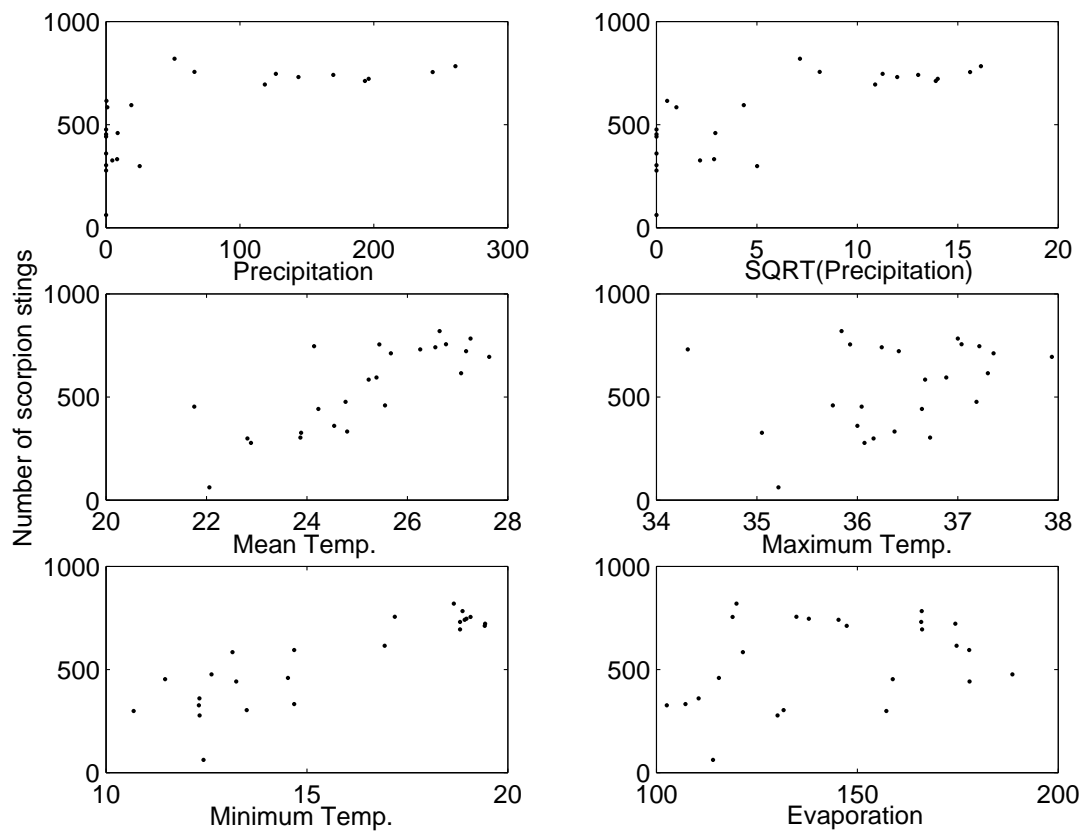 Number of scorpion stings
1000
500
0
0 100 200 300
Precipitation
1000
500
0
0 5 10 15 20
SQRT(Precipitation)
1000
500
0
20 22 24 26 28
Mean Temp.
1000
500
0
34 35 36 37 38
Maximum Temp.
1000
500
0
10 15 20
Minimum Temp.
1000
500
0
100 150 200
Evaporation